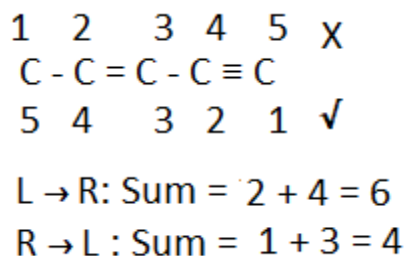 1 2 3 4 5 X
C - C = C - C ≡ C
5 4 3 2 1 √
L → R: Sum = 2 + 4 = 6
R → L : Sum = 1 + 3 = 4